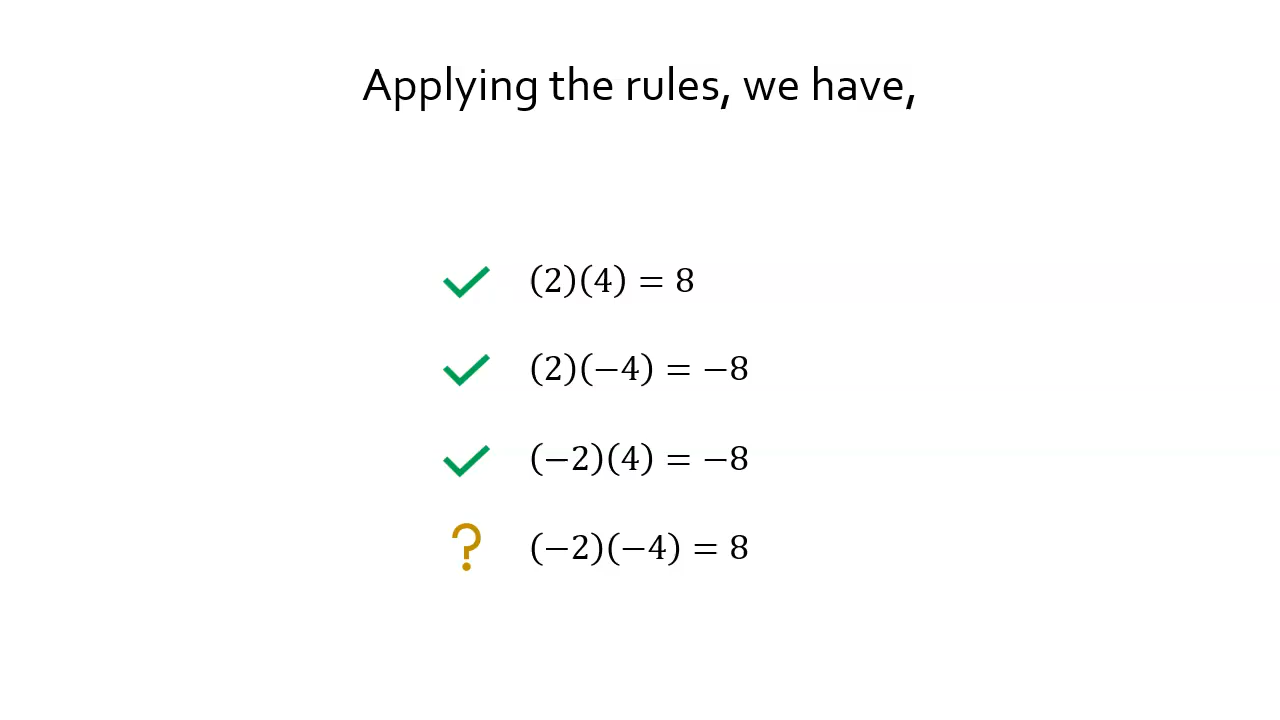 Applying the rules, we have,
(2)(4) = 8
(2)(−4) = −8
(−2)(4) = −8
? (−2)(−4) = 8